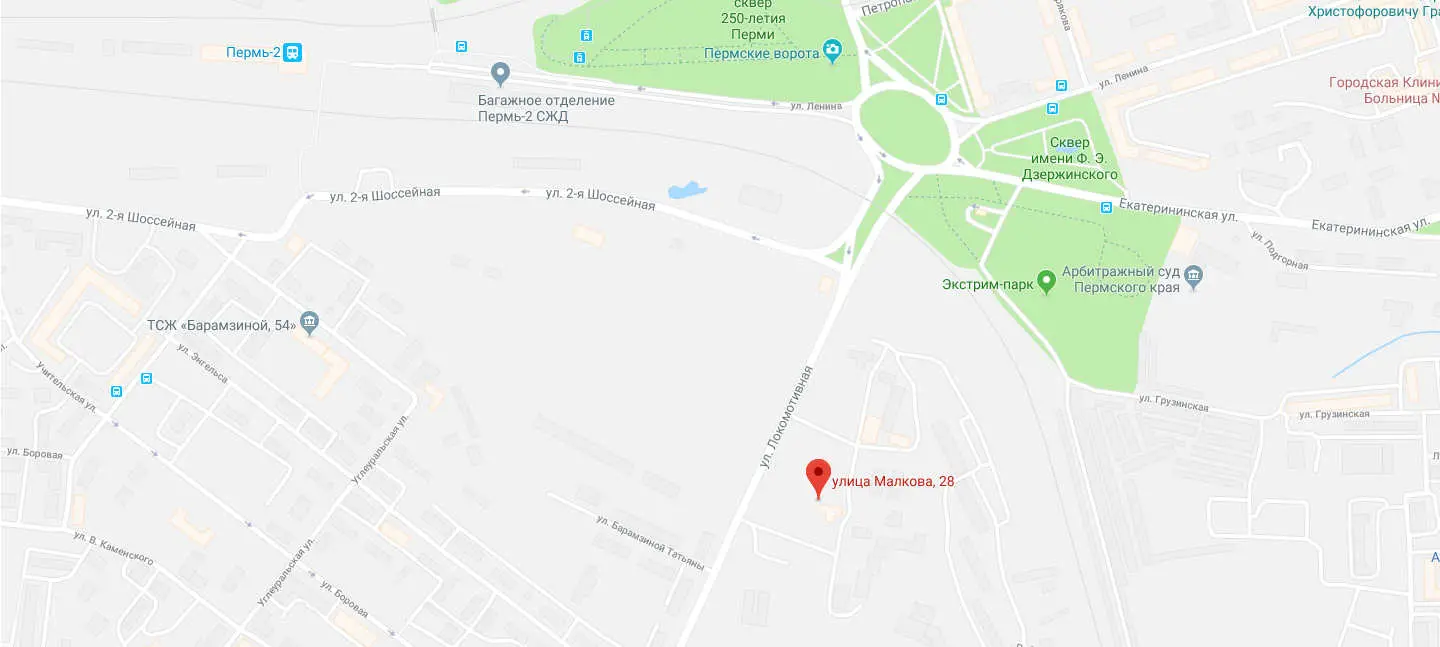 сквер
250-летия
Перми
Петропа
Христофоровичу Гра
Пермь-2
Пермские ворота
ул. Ленина
Городская Клини
Больница N
Багажное отделение
Пермь-2 СЖД
ул. Ленина
Сквер
имени Ф. Э.
Дзержинского
ул. 2-я Шоссейная
ул. 2-я Шоссейная
ул. 2-я Шоссейная
Екатерининская ул.
Екатерининская ул.
ул. Подгорная
Арбитражный суд
Пермского края
Экстрим-парк
ТСЖ «Барамзиной, 54»
ул. Энгельса
Учительская ул.
ул. Локомотивная
ул. Грузинская
ул. Грузинская
Углеуральская ул.
ул. Боровая
улица Малкова, 28
ул. Барамзиной Татьяны
ул. В. Каменского
Углеуральская ул.
ул. Боровая